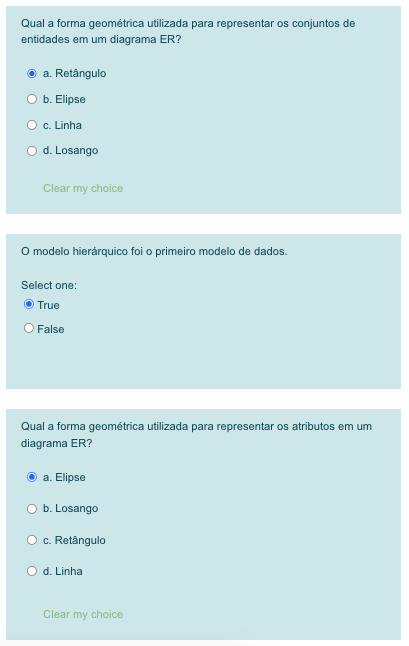 Qual a forma geométrica utilizada para representar os conjuntos de
entidades em um diagrama ER?
a. Retângulo
b. Elipse
c. Linha
d. Losango
Clear my choice
O modelo hierárquico foi o primeiro modelo de dados.
Select one:
True
False
Qual a forma geométrica utilizada para representar os atributos em um
diagrama ER?
a. Elipse
b. Losango
c. Retângulo
d. Linha
Clear my choice